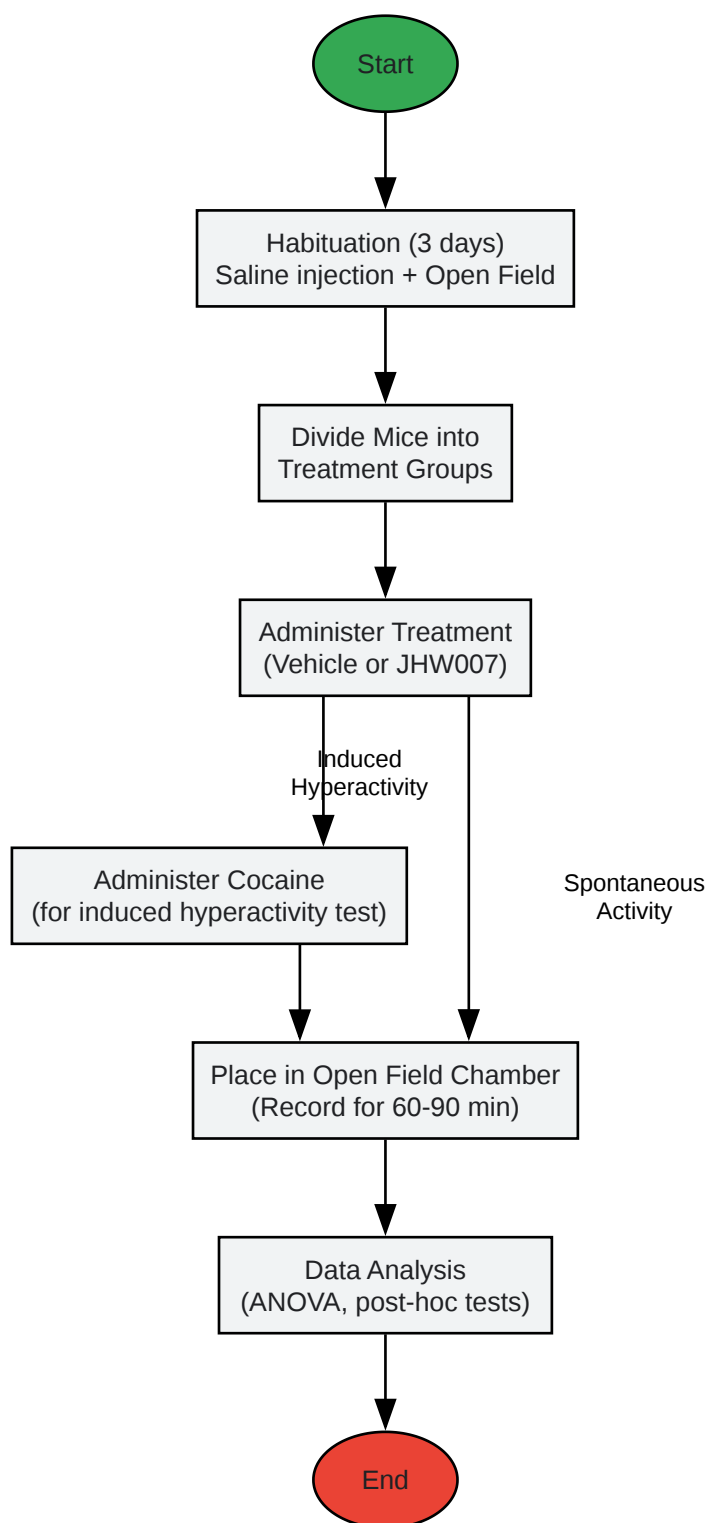 Start
Habituation (3 days)
Saline injection + Open Field
Divide Mice into
Treatment Groups
Administer Treatment
(Vehicle or JHW007)
Induced
Hyperactivity
Administer Cocaine
(for induced hyperactivity test)
Spontaneous
Activity
Place in Open Field Chamber
(Record for 60-90 min)
Data Analysis
(ANOVA, post-hoc tests)
End